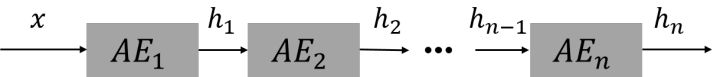 x h₁ h₂ hₙ₋₁ hₙ
AE₁ AE₂ ••• AEₙ